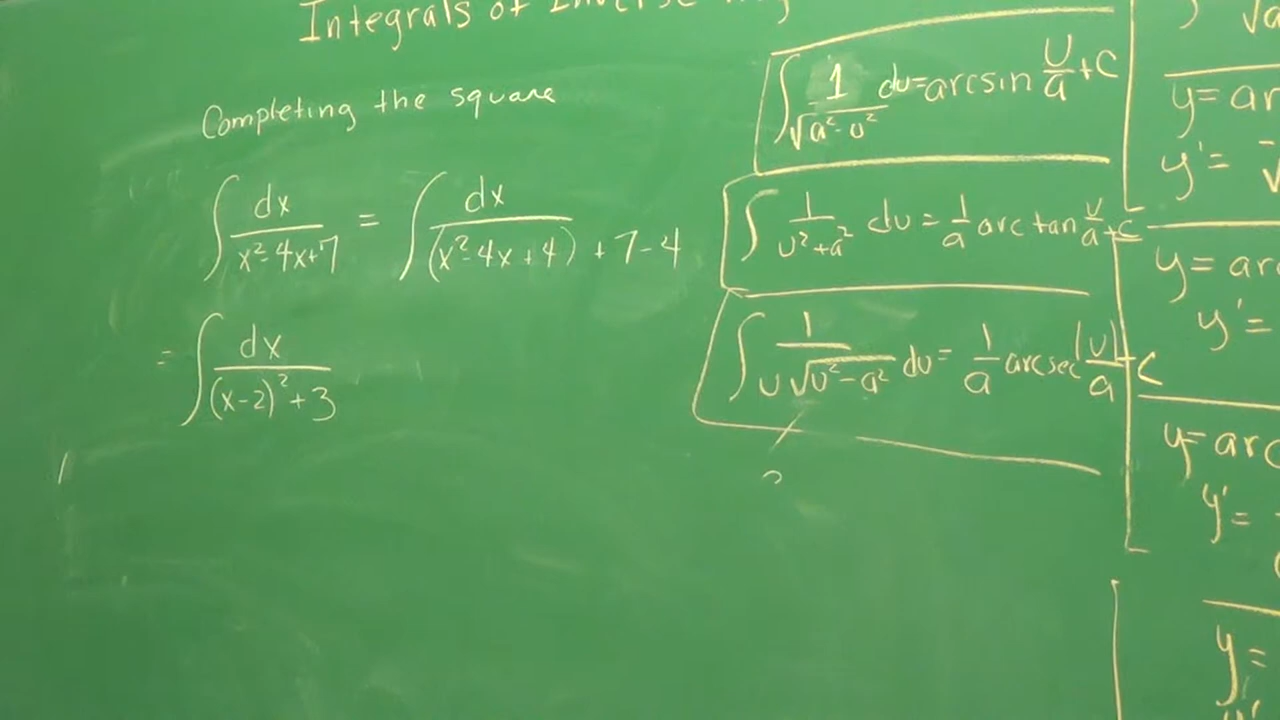 Integrals of Inverse
Completing the square
∫ dx/(x²-4x+7) = ∫ dx/((x²-4x+4)+7-4)
= ∫ dx/((x-2)²+3)
∫ 1/√(a²-u²) du = arcsin u/a + C
∫ 1/(u²+a²) du = 1/a arctan u/a + C
∫ 1/(u√(u²-a²)) du = 1/a arcsec |u|/a + C
√a
y = ar
y' = -
y = arc
y' =
y = arc
y' = -
y =